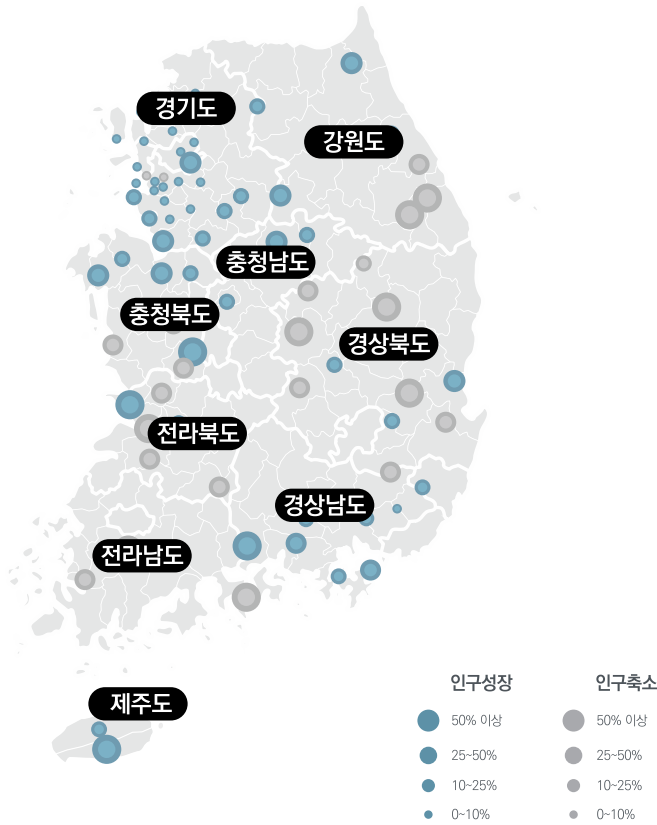 경기도
강원도
충청남도
충청북도
경상북도
전라북도
경상남도
전라남도
제주도
인구성장 인구축소
50% 이상 50% 이상
25~50% 25~50%
10~25% 10~25%
0~10% 0~10%